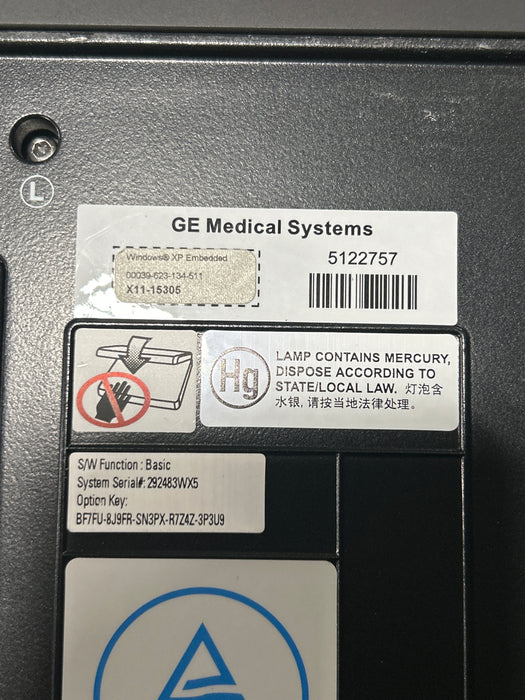 L
GE Medical Systems
Windows® XP Embedded
00039-623-134-511
X11-15305
5122757
Hg
LAMP CONTAINS MERCURY,
DISPOSE ACCORDING TO
STATE/LOCAL LAW. 灯泡含
水银, 请按当地法律处理。
S/W Function : Basic
System Serial#: 292483WX5
Option Key:
BF7FU-8J9FR-SN3PX-R7Z4Z-3P3U9